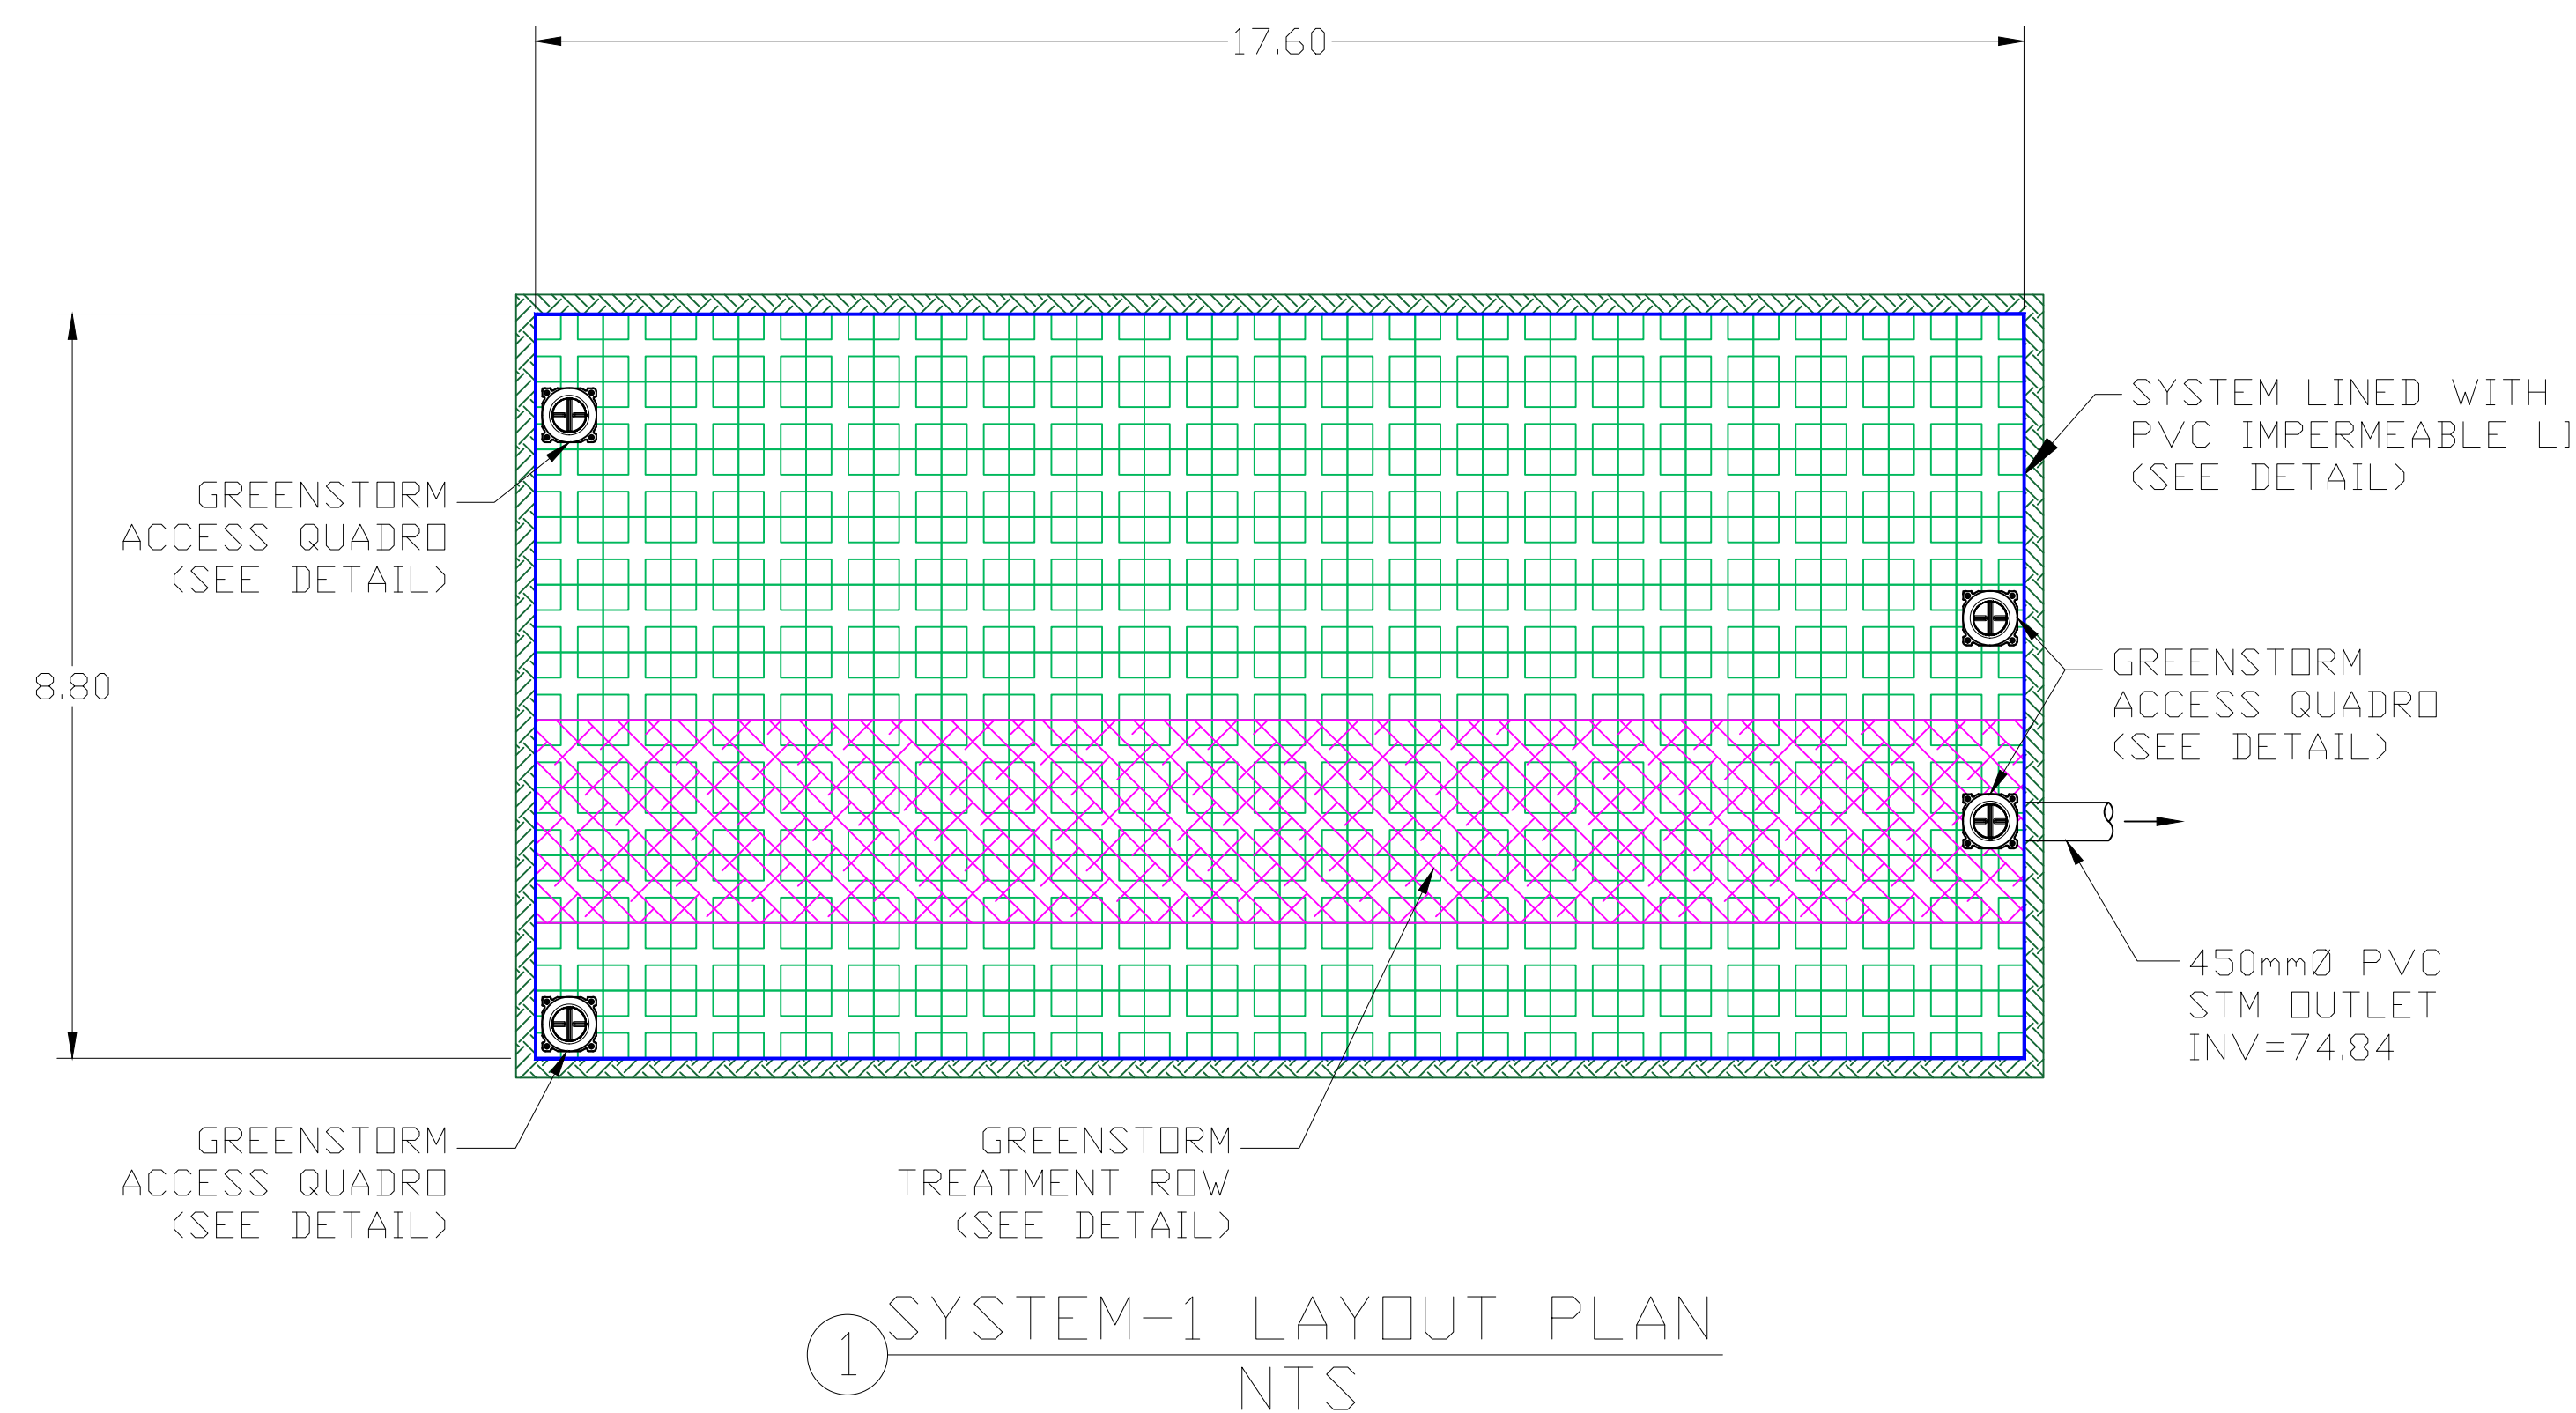 17.60
8.80
GREENSTORM
ACCESS QUADRO
(SEE DETAIL)
SYSTEM LINED WITH
PVC IMPERMEABLE
(SEE DETAIL)
GREENSTORM
ACCESS QUADRO
(SEE DETAIL)
450mmØ PVC
STM OUTLET
INV=74.84
GREENSTORM
ACCESS QUADRO
(SEE DETAIL)
GREENSTORM
TREATMENT ROW
(SEE DETAIL)
1
SYSTEM-1 LAYOUT PLAN
NTS